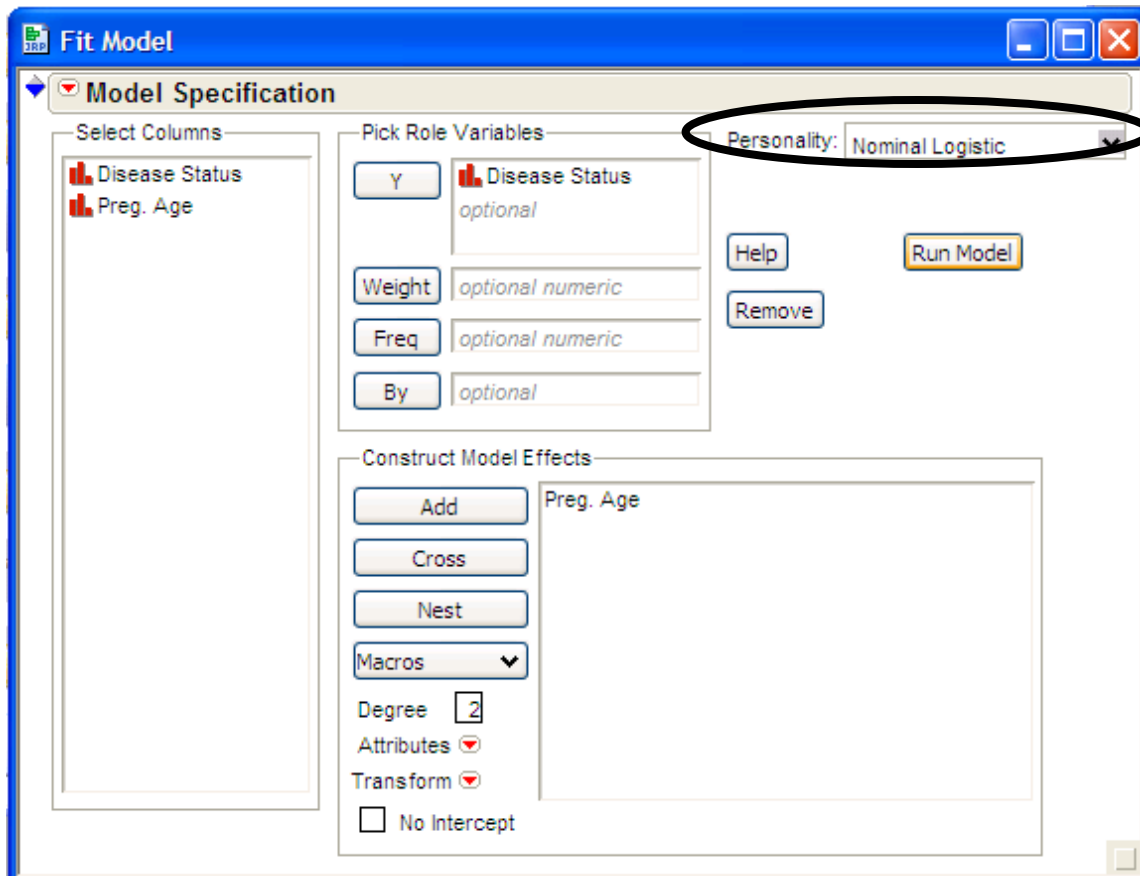 Fit Model
Model Specification
Select Columns
Disease Status
Preg. Age
Pick Role Variables
Y
Disease Status
optional
Weight
optional numeric
Freq
optional numeric
By
optional
Personality:
Nominal Logistic
Help
Run Model
Remove
Construct Model Effects
Add
Cross
Nest
Macros
Degree 2
Attributes
Transform
No Intercept
Preg. Age